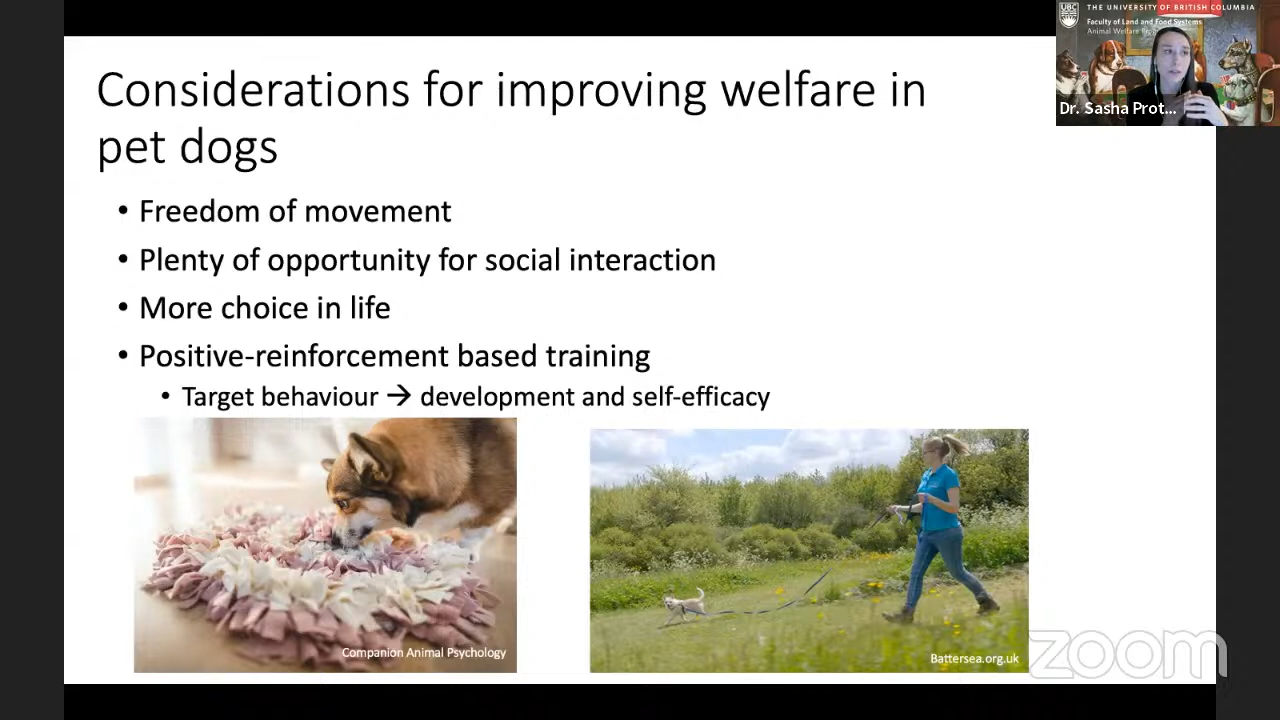 UBC
THE UNIVERSITY OF BRITISH COLUMBIA
Faculty of Land and Food Systems
Animal Welfare
Dr. Sasha Prot...
Considerations for improving welfare in
pet dogs
• Freedom of movement
• Plenty of opportunity for social interaction
• More choice in life
• Positive-reinforcement based training
• Target behaviour → development and self-efficacy
Companion Animal Psychology
Battersea.org.uk
zoom